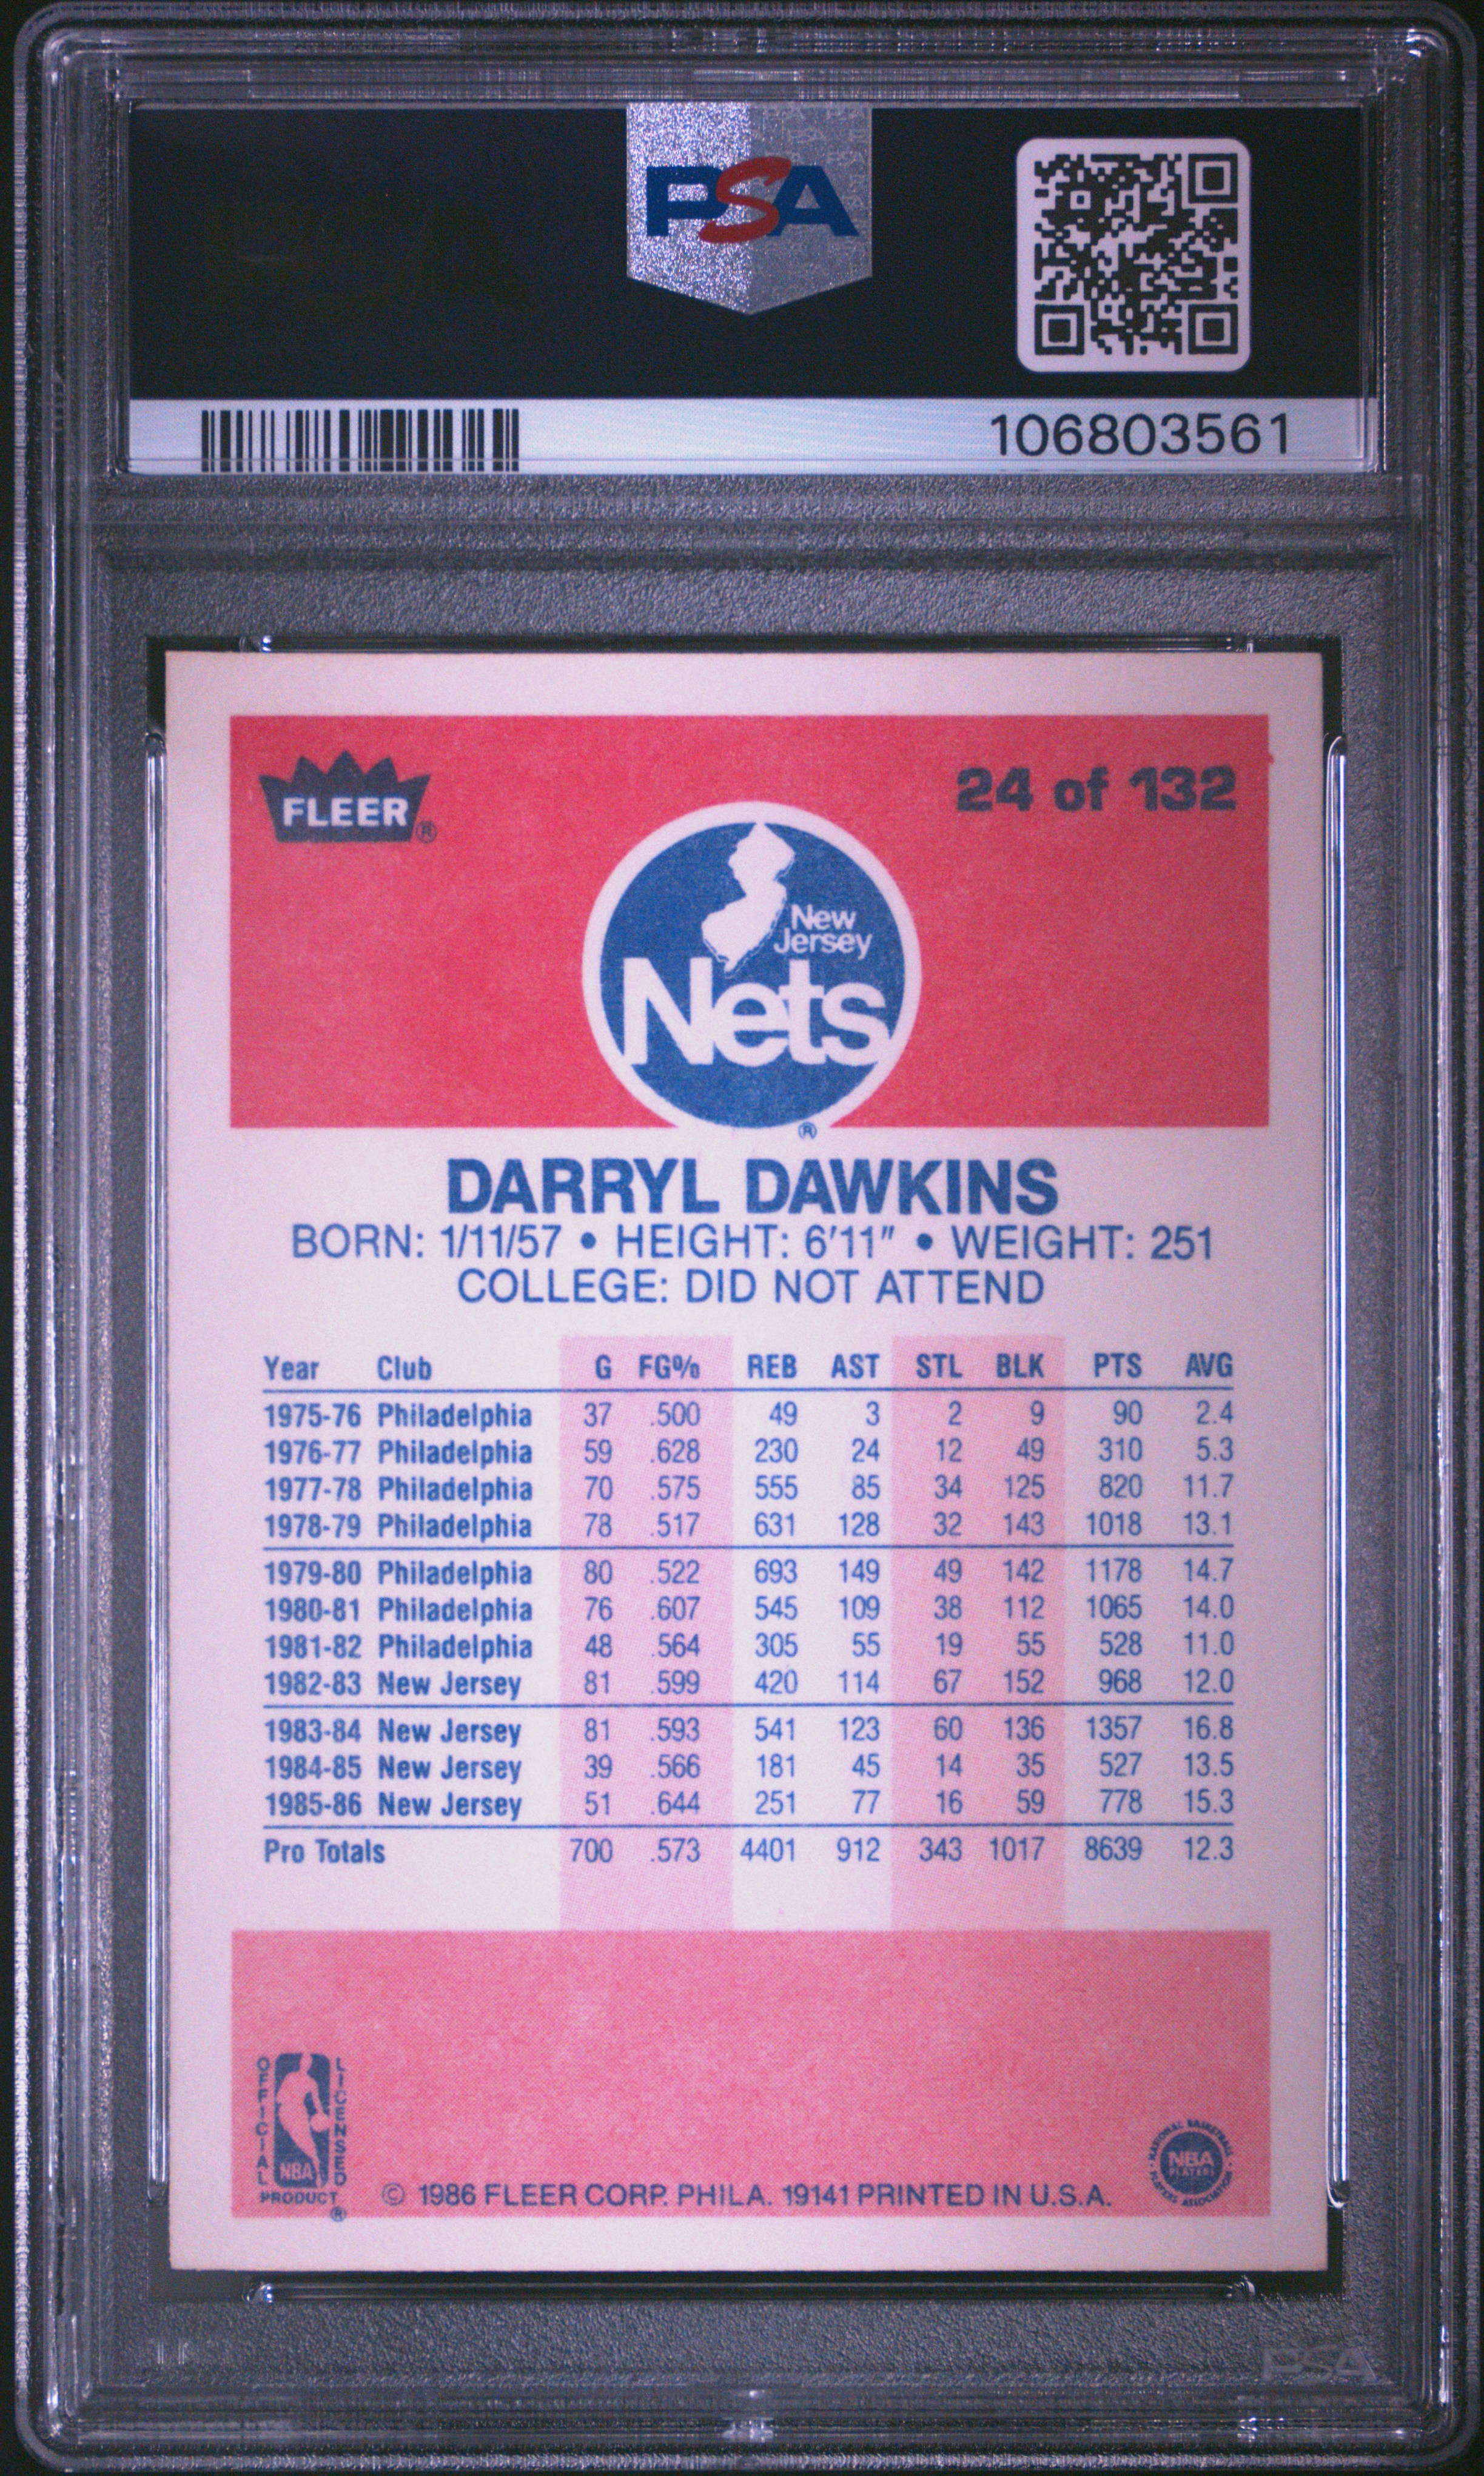 PSA
106803561
FLEER ®
24 of 132
New
Jersey
Nets
®
DARRYL DAWKINS
BORN: 1/11/57 • HEIGHT: 6'11" • WEIGHT: 251
COLLEGE: DID NOT ATTEND
Year Club G FG% REB AST STL BLK PTS AVG
1975-76 Philadelphia 37 .500 49 3 2 9 90 2.4
1976-77 Philadelphia 59 .628 230 24 12 49 310 5.3
1977-78 Philadelphia 70 .575 555 85 34 125 820 11.7
1978-79 Philadelphia 78 .517 631 128 32 143 1018 13.1
1979-80 Philadelphia 80 .522 693 149 49 142 1178 14.7
1980-81 Philadelphia 76 .607 545 109 38 112 1065 14.0
1981-82 Philadelphia 48 .564 305 55 19 55 528 11.0
1982-83 New Jersey 81 .599 420 114 67 152 968 12.0
1983-84 New Jersey 81 .593 541 123 60 136 1357 16.8
1984-85 New Jersey 39 .566 181 45 14 35 527 13.5
1985-86 New Jersey 51 .644 251 77 16 59 778 15.3
Pro Totals 700 .573 4401 912 343 1017 8639 12.3
OFFICIAL LICENSED
NBA
PRODUCT ®
© 1986 FLEER CORP. PHILA. 19141 PRINTED IN U.S.A.
NATIONAL BASKETBALL
NBA
PLAYERS
PLAYERS ASSOCIATION
PSA